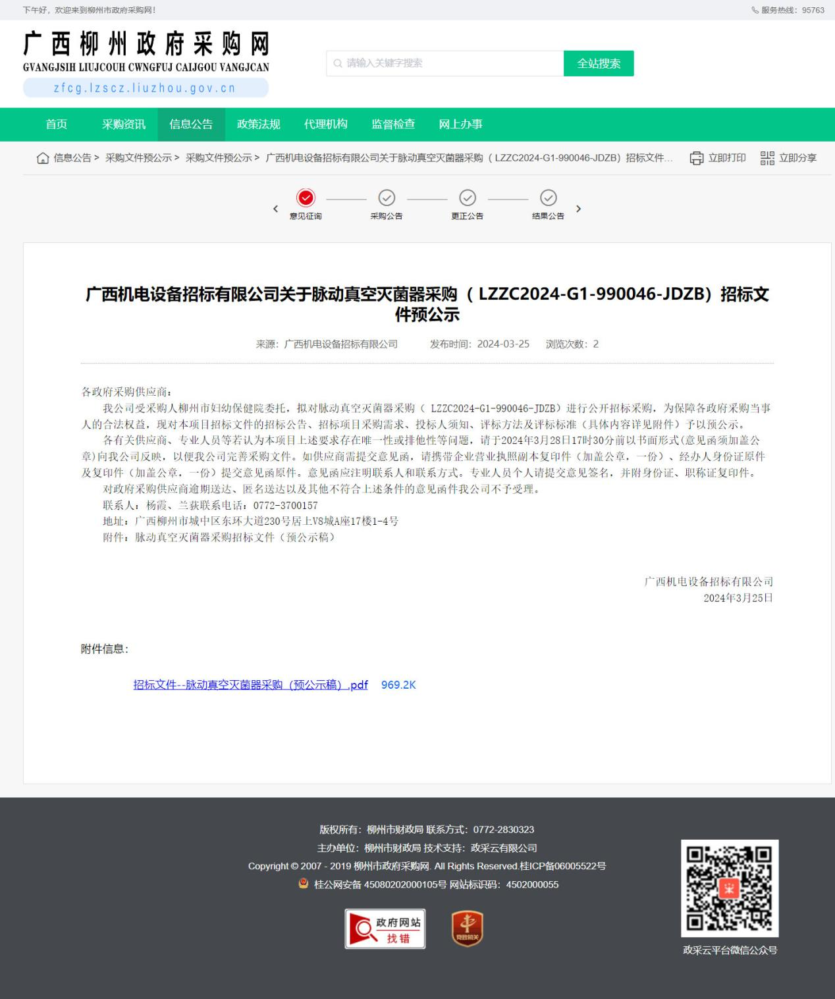 下午好，欢迎来到柳州市政府采购网！
服务热线：95763
广西柳州政府采购网
GVANGJSIH LIUJCOUH CWNGFUJ CAIJGOU VANGJCAN
zfcg.lzscz.liuzhou.gov.cn
请输入关键字搜索
全站搜索
首页 采购资讯 信息公告 政策法规 代理机构 监督检查 网上办事
信息公告 > 采购文件预公示 > 采购文件预公示 > 广西机电设备招标有限公司关于脉动真空灭菌器采购（ LZZC2024-G1-990046-JDZB）招标文件…
立即打印 立即分享
意见征询 采购公告 更正公告 结果公告
广西机电设备招标有限公司关于脉动真空灭菌器采购（ LZZC2024-G1-990046-JDZB）招标文
件预公示
来源：广西机电设备招标有限公司 发布时间：2024-03-25 浏览次数：2
各政府采购供应商：
我公司受采购人柳州市妇幼保健院委托，拟对脉动真空灭菌器采购（ LZZC2024-G1-990046-JDZB）进行公开招标采购，为保障各政府采购当事
人的合法权益，现对本项目招标文件的招标公告、招标项目采购需求、投标人须知、评标方法及评标标准（具体内容详见附件）予以预公示。
各有关供应商、专业人员等若认为本项目上述要求存在唯一性或排他性等问题，请于2024年3月28日17时30分前以书面形式(意见函须加盖公
章)向我公司反映，以便我公司完善采购文件。如供应商需提交意见函，请携带企业营业执照副本复印件（加盖公章，一份）、经办人身份证原件
及复印件（加盖公章，一份）提交意见函原件。意见函应注明联系人和联系方式。专业人员个人请提交意见签名，并附身份证、职称证复印件。
对政府采购供应商逾期送达、匿名送达以及其他不符合上述条件的意见函件我公司不予受理。
联系人：杨霞、兰荻联系电话：0772-3700157
地址：广西柳州市城中区东环大道230号居上V8城A座17楼1-4号
附件：脉动真空灭菌器采购招标文件（预公示稿）
广西机电设备招标有限公司
2024年3月25日
附件信息：
招标文件--脉动真空灭菌器采购（预公示稿）.pdf 969.2K
版权所有：柳州市财政局 联系方式：0772-2830323
主办单位：柳州市财政局 技术支持：政采云有限公司
Copyright © 2007 - 2019 柳州市政府采购网. All Rights Reserved.桂ICP备06005522号
桂公网安备 45080202000105号 网站标识码：4502000055
政府网站
找错
党政机关
政采云平台微信公众号